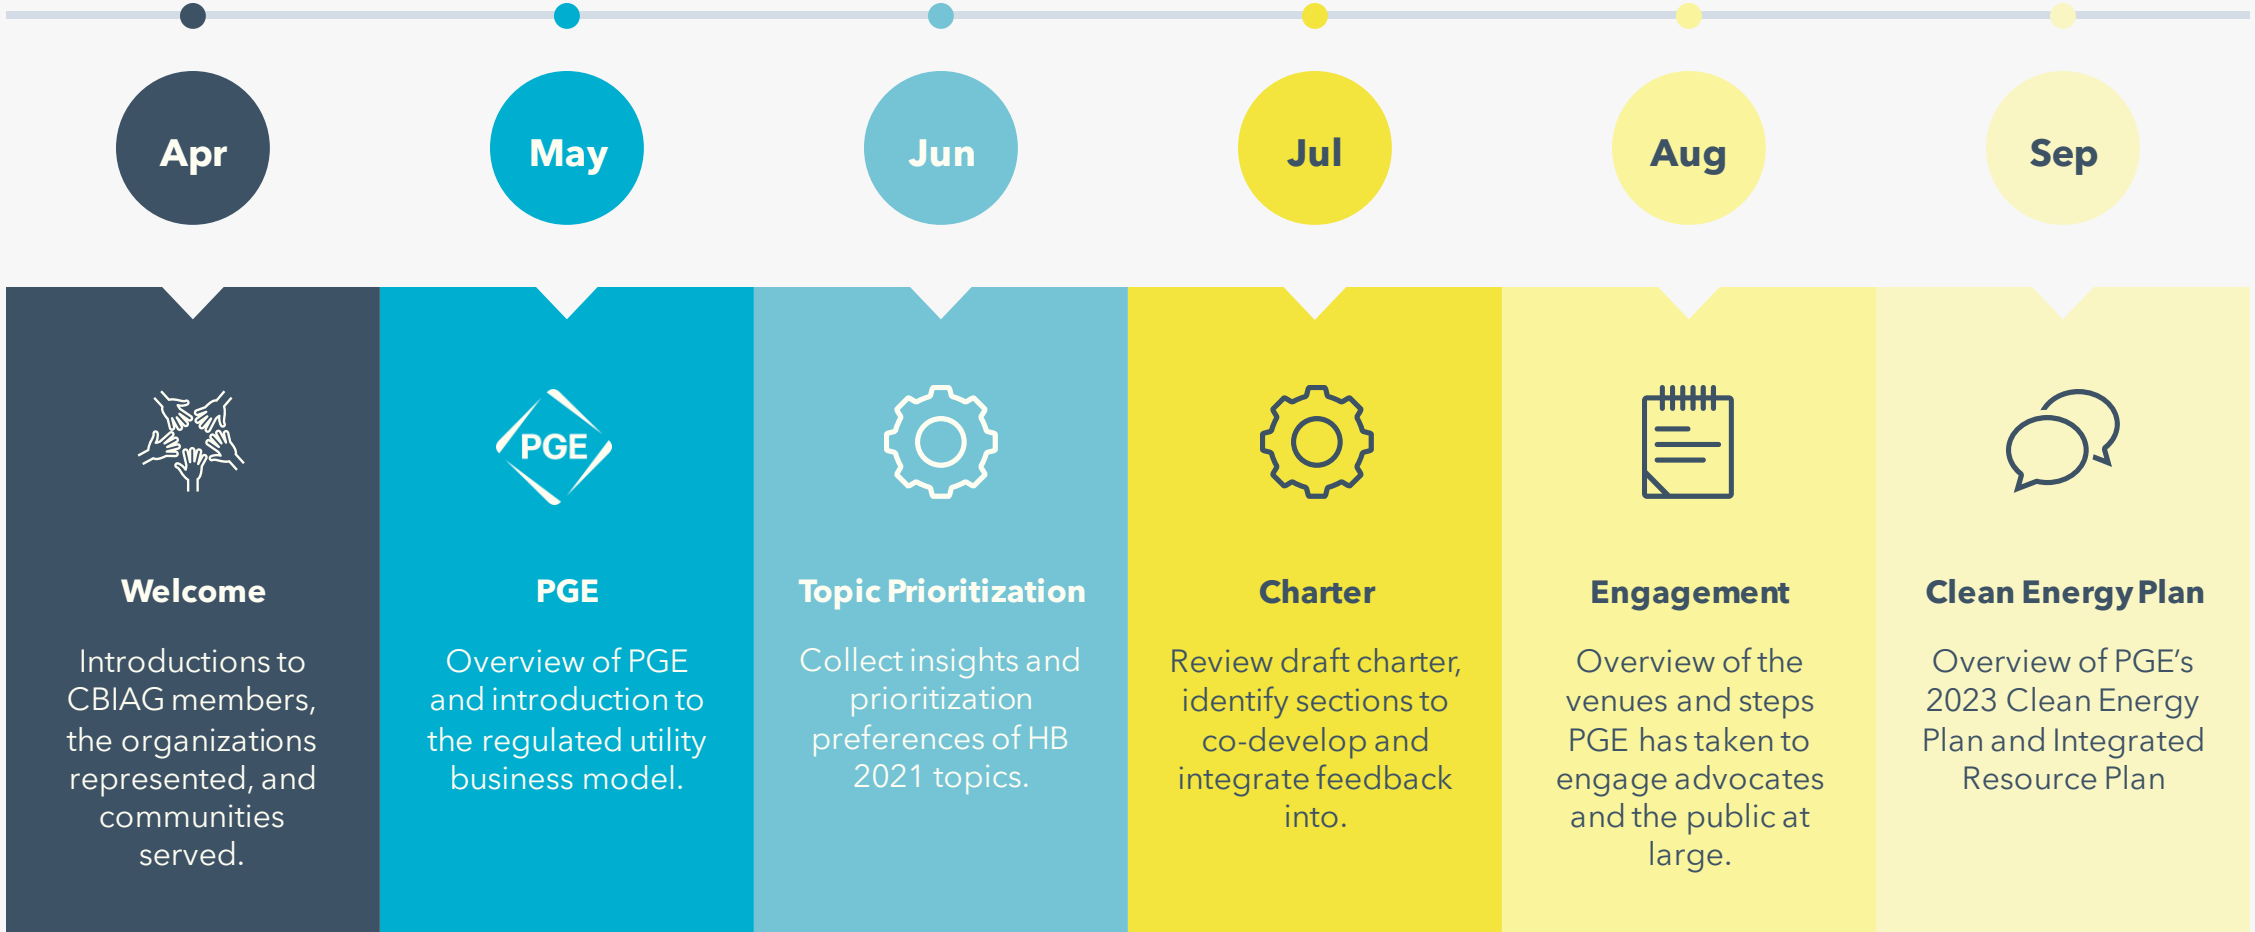 Apr
May
Jun
Jul
Aug
Sep
PGE
Welcome
Introductions to
CBIAG members,
the organizations
represented, and
communities
served.
PGE
Overview of PGE
and introduction to
the regulated utility
business model.
Topic Prioritization
Collect insights and
prioritization
preferences of HB
2021 topics.
Charter
Review draft charter,
identify sections to
co-develop and
integrate feedback
into.
Engagement
Overview of the
venues and steps
PGE has taken to
engage advocates
and the public at
large.
Clean Energy Plan
Overview of PGE’s
2023 Clean Energy
Plan and Integrated
Resource Plan